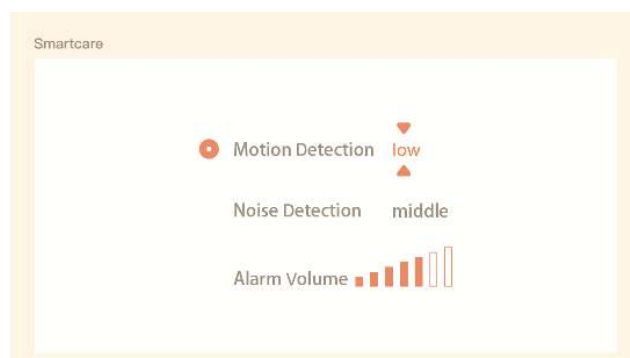 Smartcare
Motion Detection low
Noise Detection middle
Alarm Volume